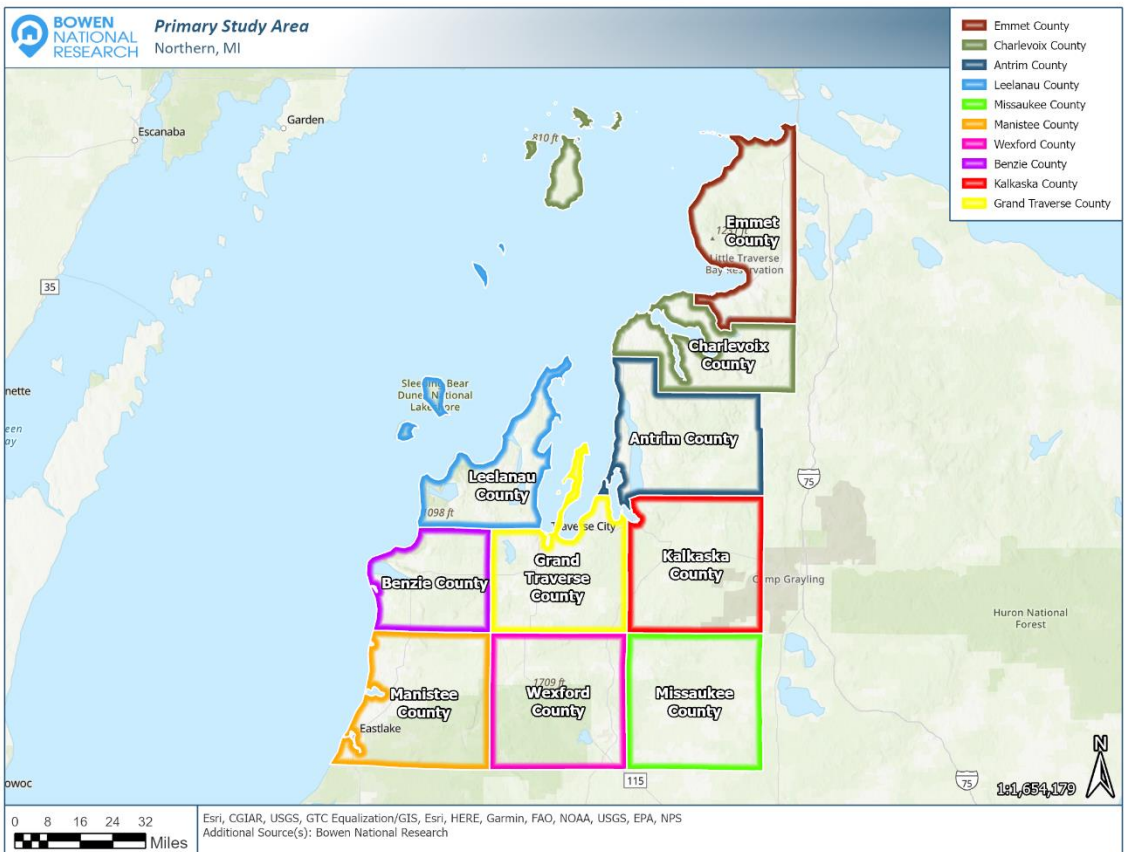 BOWEN
NATIONAL
RESEARCH
Primary Study Area
Northern, MI
Emmet County
Charlevoix County
Antrim County
Leelanau County
Missaukee County
Manistee County
Wexford County
Benzie County
Kalkaska County
Grand Traverse County
Escanaba
Garden
810 ft
Emmet
County
Little Traverse
Bay Reservation
35
Charlevoix
County
nette
Sleeping Bear
Dunes National
Lakeshore
een
ay
Antrim County
Leelanau
County
75
1098 ft
Traverse City
Grand
Traverse
County
Kalkaska
County
Benzie County
Camp Grayling
Huron National
Forest
1709 ft
Manistee
County
Wexford
County
Missaukee
County
Eastlake
owoc
115
75
N
1:1,654,179
0 8 16 24 32
Miles
Esri, CGIAR, USGS, GTC Equalization/GIS, Esri, HERE, Garmin, FAO, NOAA, USGS, EPA, NPS
Additional Source(s): Bowen National Research